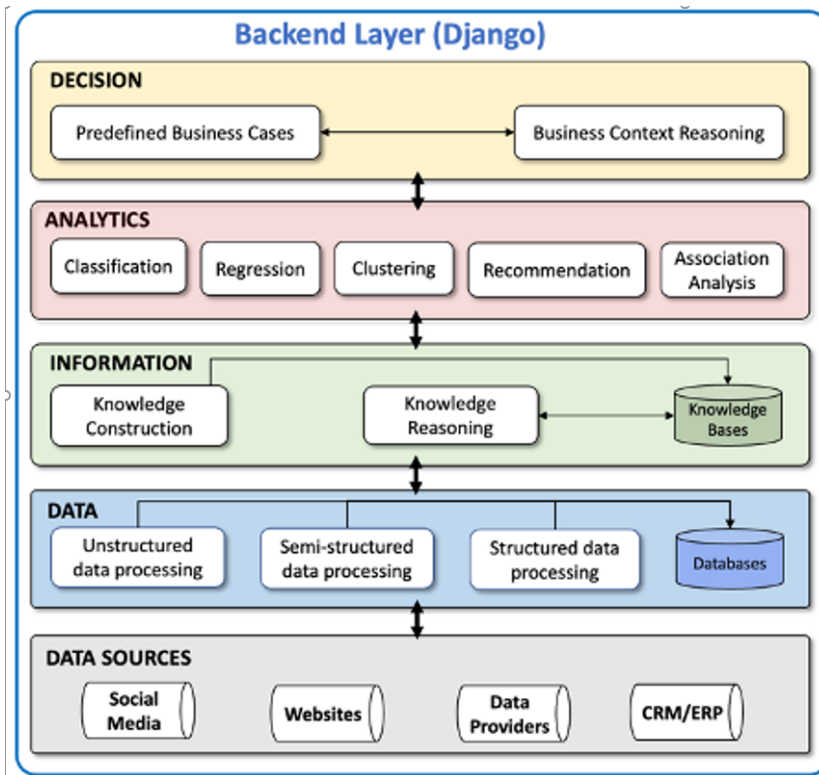 Backend Layer (Django)
DECISION
Predefined Business Cases
Business Context Reasoning
ANALYTICS
Classification
Regression
Clustering
Recommendation
Association
Analysis
INFORMATION
Knowledge
Construction
Knowledge
Reasoning
Knowledge
Bases
DATA
Unstructured
data processing
Semi-structured
data processing
Structured data
processing
Databases
DATA SOURCES
Social
Media
Websites
Data
Providers
CRM/ERP